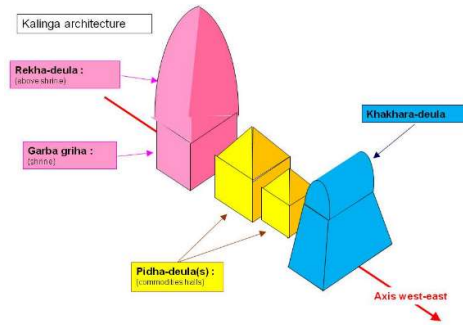 Kalinga architecture
Rekha-deula :
(above shrine)
Khakhara-deula
Garba griha :
(shrine)
Pidha-deula(s) :
(commodities halls)
Axis west-east